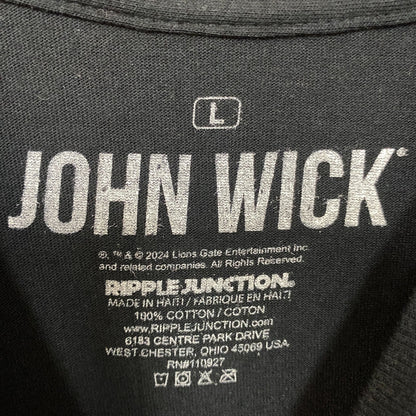 L
JOHN WICK®
®, ™ & © 2024 Lions Gate Entertainment Inc.
and related companies. All Rights Reserved.
RIPPLE JUNCTION®
MADE IN HAITI / FABRIQUE EN HAITI
100% COTTON / COTON
www.RIPPLEJUNCTION.com
6183 CENTRE PARK DRIVE
WEST CHESTER, OHIO 45069 USA
RN#110927